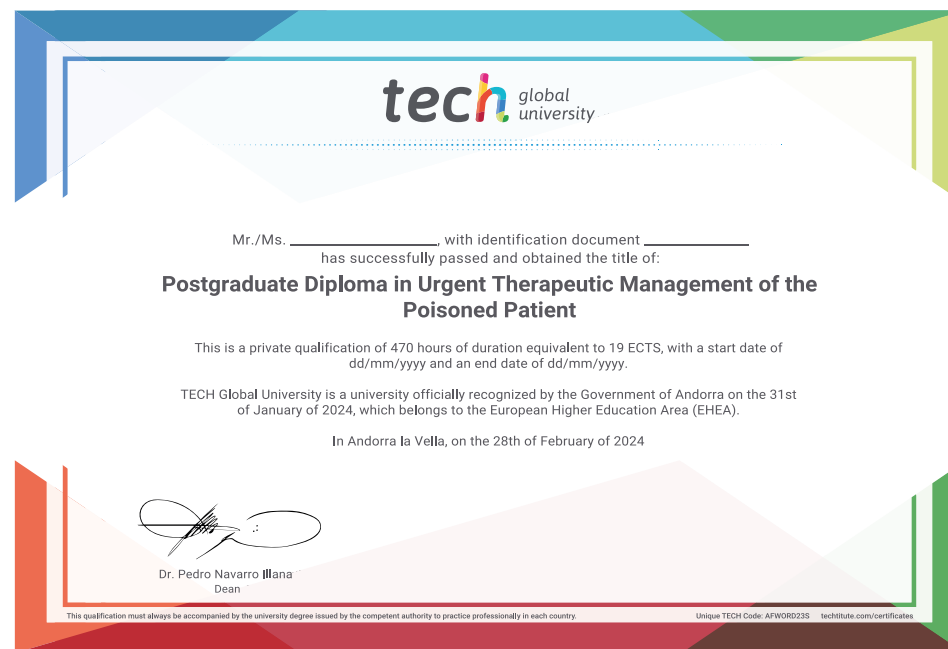 tech global university
Mr./Ms. ____________________, with identification document ______________
has successfully passed and obtained the title of:
Postgraduate Diploma in Urgent Therapeutic Management of the
Poisoned Patient
This is a private qualification of 470 hours of duration equivalent to 19 ECTS, with a start date of
dd/mm/yyyy and an end date of dd/mm/yyyy.
TECH Global University is a university officially recognized by the Government of Andorra on the 31st
of January of 2024, which belongs to the European Higher Education Area (EHEA).
In Andorra la Vella, on the 28th of February of 2024
Dr. Pedro Navarro Illana
Dean
This qualification must always be accompanied by the university degree issued by the competent authority to practice professionally in each country. Unique TECH Code: AFWORD23S techtitute.com/certificates